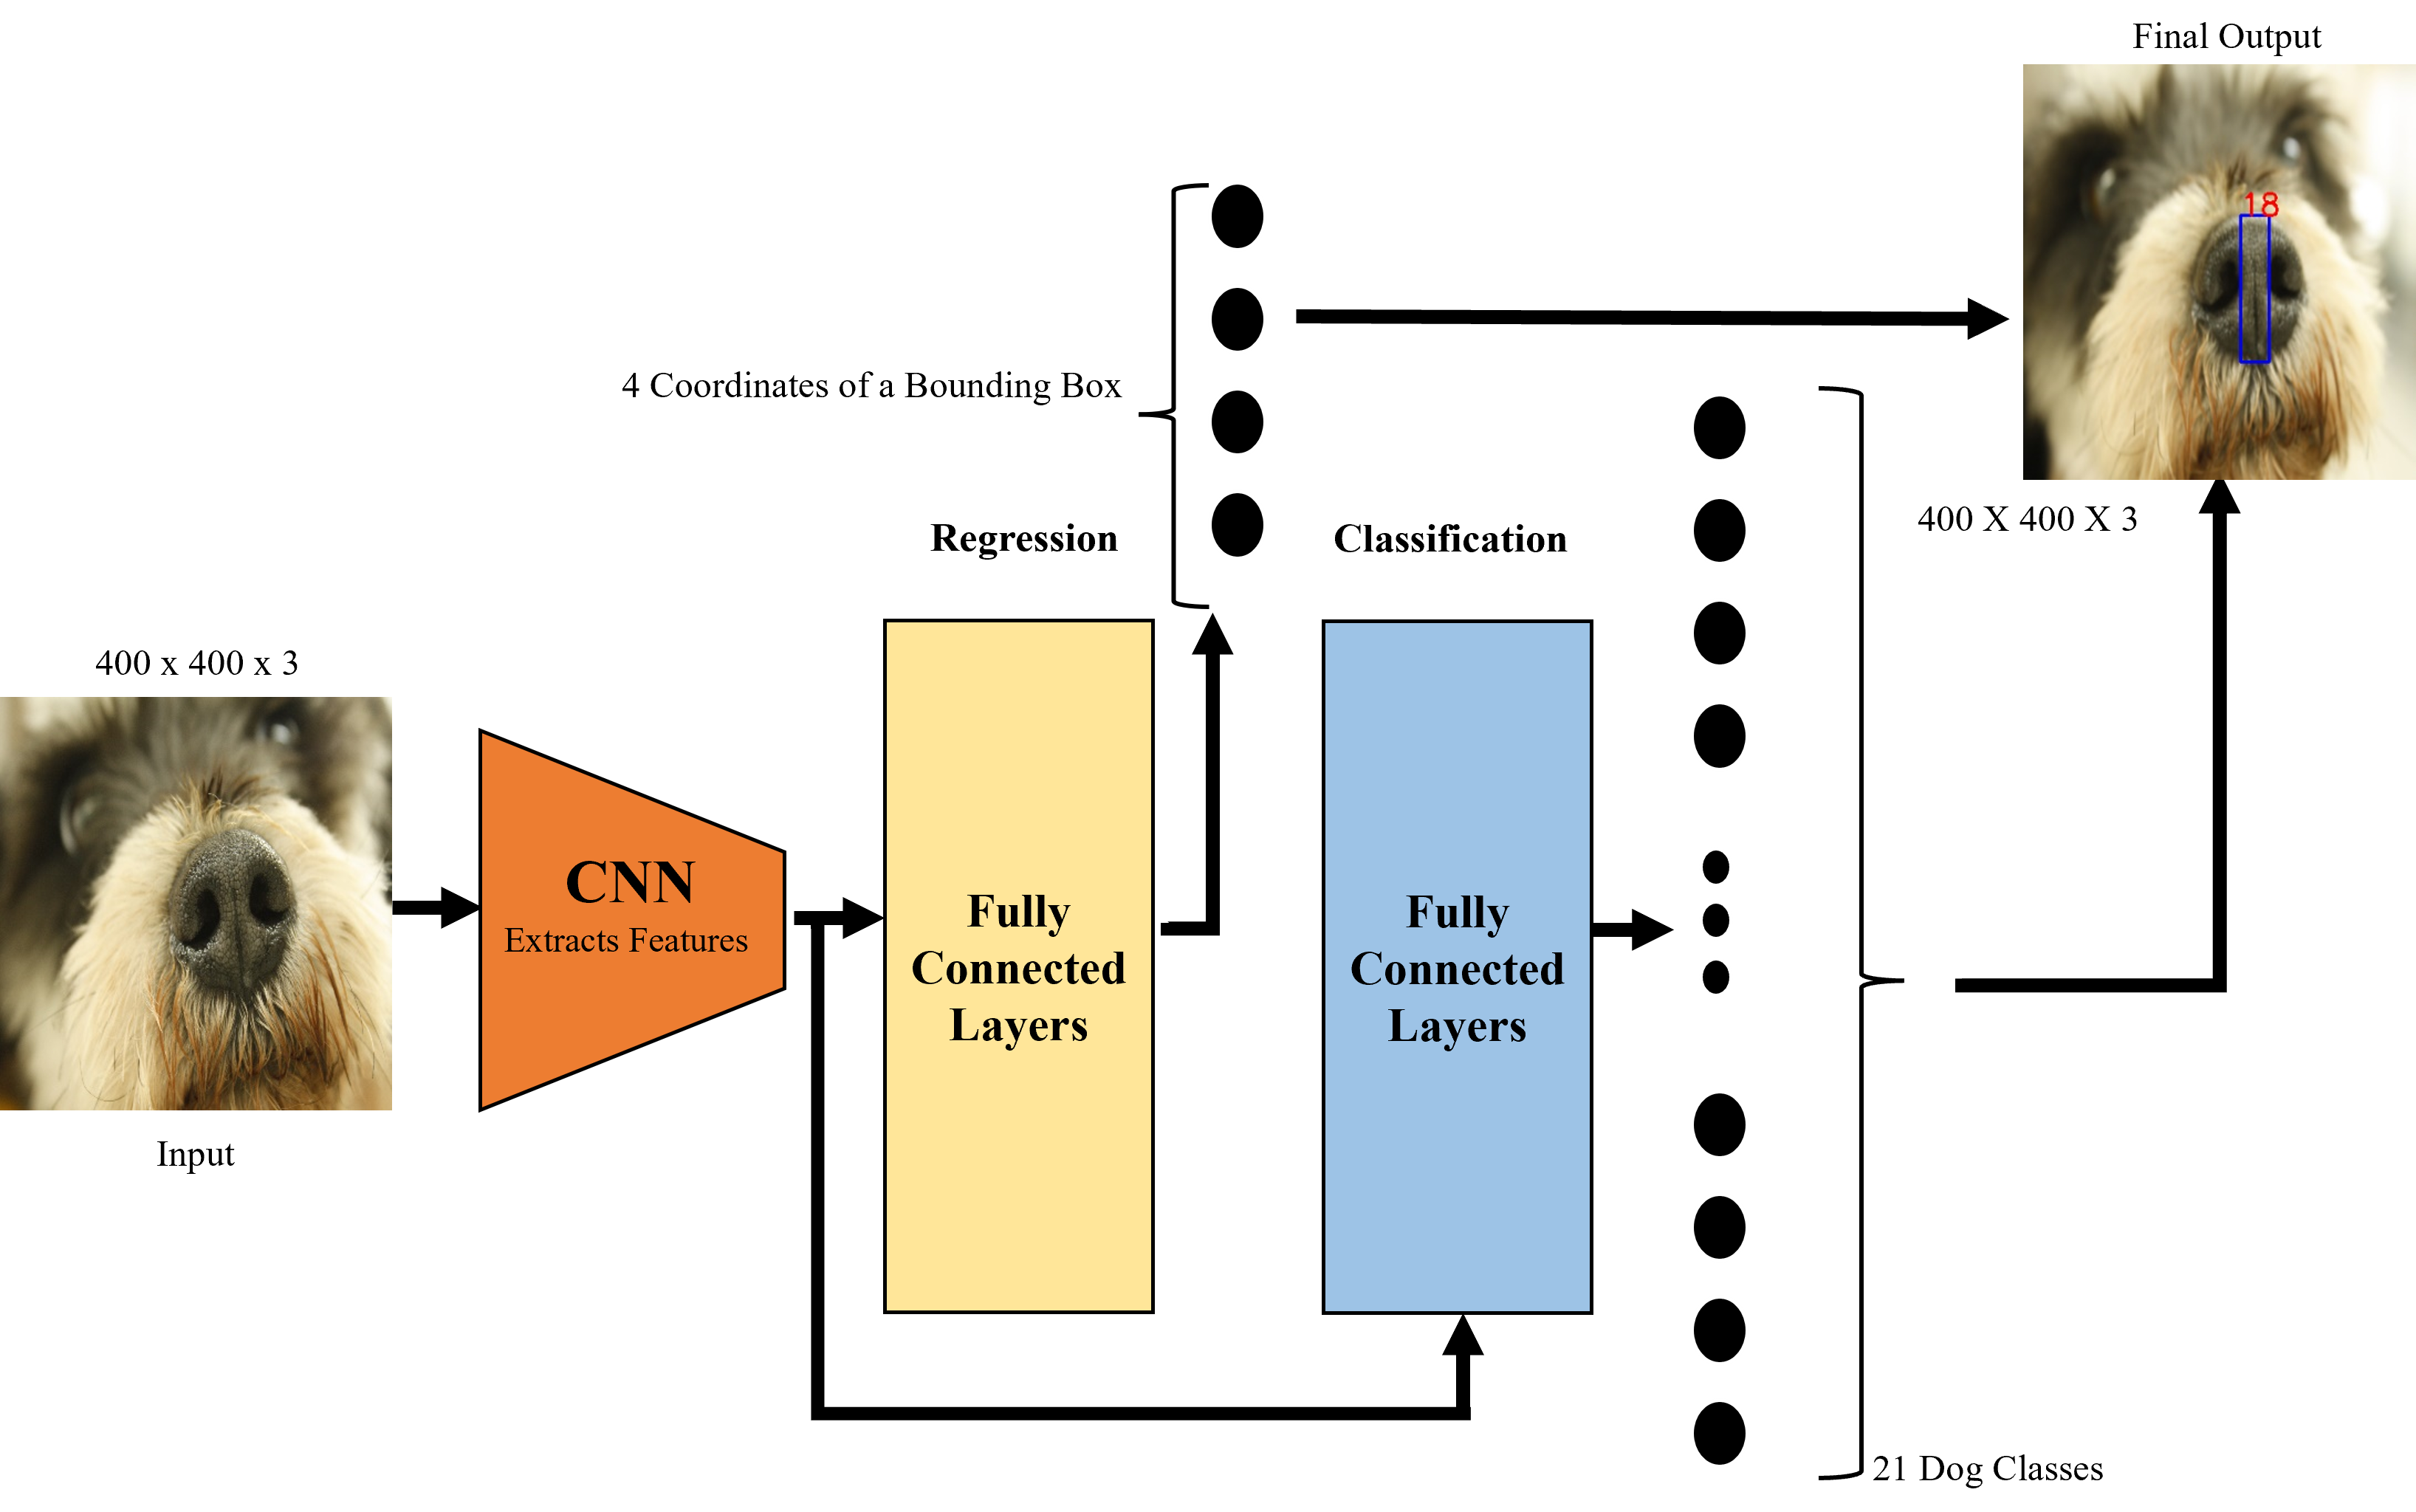 Final Output
18
4 Coordinates of a Bounding Box
400 X 400 X 3
Regression
Classification
400 x 400 x 3
CNN
Extracts Features
Fully
Connected
Layers
Fully
Connected
Layers
Input
21 Dog Classes